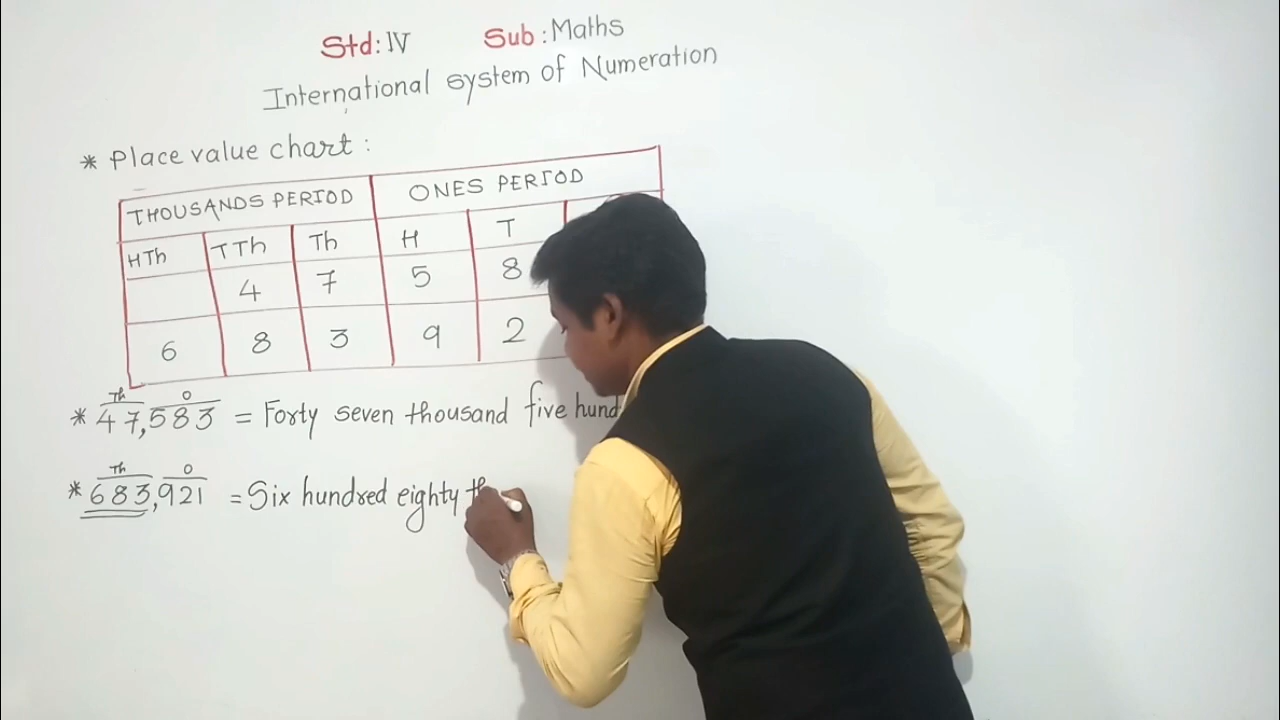 Std: IV Sub: Maths
International system of Numeration
* Place value chart:
THOUSANDS PERIOD ONES PERIOD
HTh TTh Th H T
4 7 5 8
6 8 3 9 2
Th O
* 47,583 = Forty seven thousand five hund
Th O
* 683,921 = Six hundred eighty th